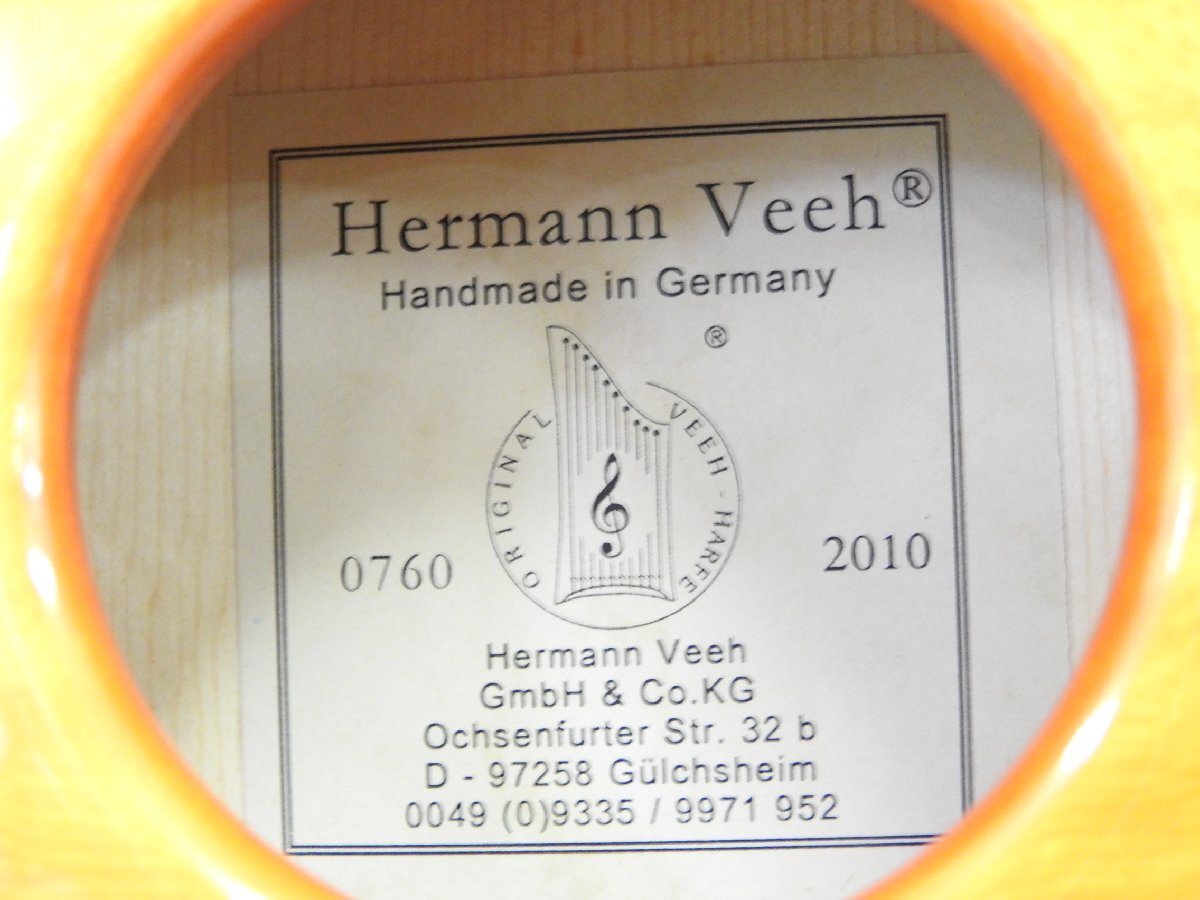 Hermann Veeh®
Handmade in Germany
®
ORIGINAL VEEH-HARFE
0760
2010
Hermann Veeh
GmbH & Co.KG
Ochsenfurter Str. 32 b
D - 97258 Gülchsheim
0049 (0)9335 / 9971 952